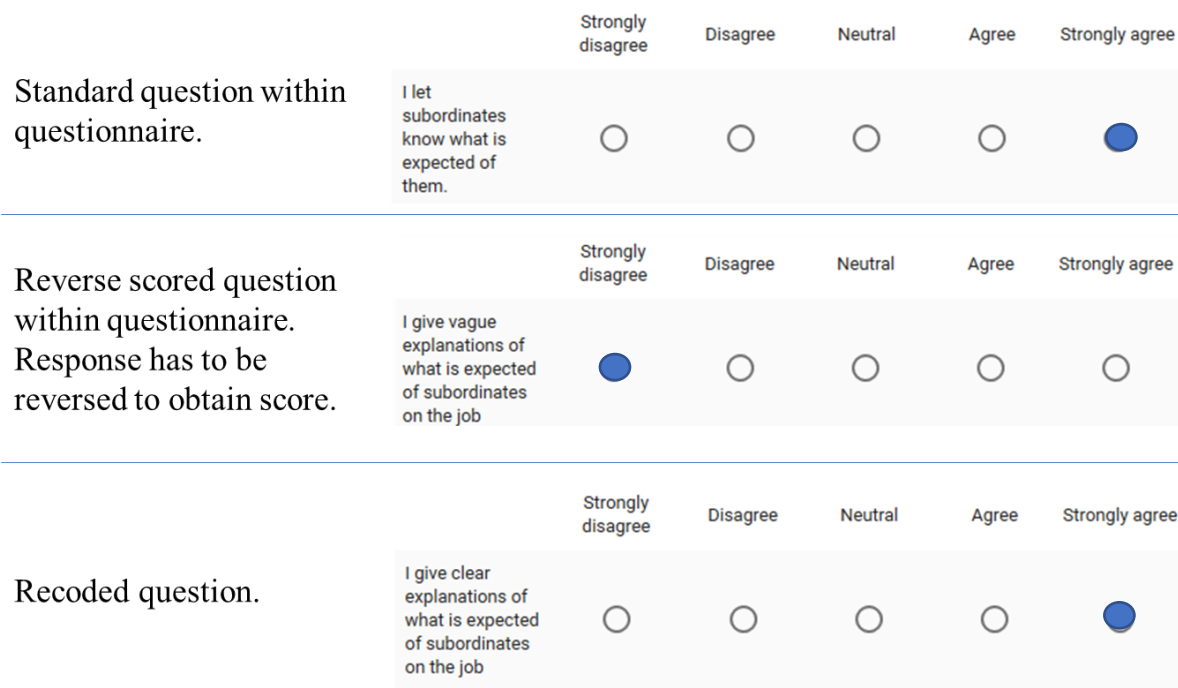 Strongly disagree
Disagree
Neutral
Agree
Strongly agree
Standard question within
questionnaire.
I let
subordinates
know what is
expected of
them.
Strongly disagree
Disagree
Neutral
Agree
Strongly agree
Reverse scored question
within questionnaire.
Response has to be
reversed to obtain score.
I give vague
explanations of
what is expected
of subordinates
on the job
Strongly disagree
Disagree
Neutral
Agree
Strongly agree
Recoded question.
I give clear
explanations of
what is expected
of subordinates
on the job